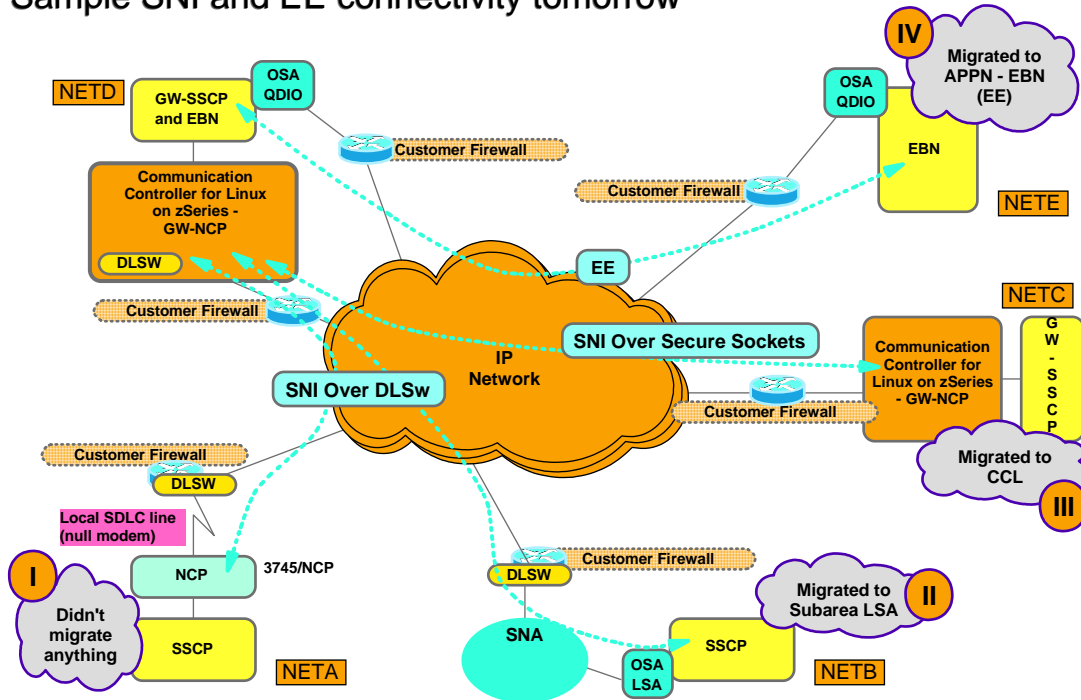 Sample SNI and EE connectivity tomorrow
IV
Migrated to
APPN - EBN
(EE)
OSA
QDIO
NETD
GW-SSCP
and EBN
OSA
QDIO
EBN
Customer Firewall
Customer Firewall
NETE
Communication
Controller for Linux
on zSeries -
GW-NCP
DLSW
EE
Customer Firewall
NETC
SNI Over Secure Sockets
IP
Network
Communication
Controller for
Linux on zSeries
- GW-NCP
G
W
-
S
S
C
P
SNI Over DLSw
Customer Firewall
Customer Firewall
DLSW
Migrated to
CCL
III
Local SDLC line
(null modem)
I
NCP
3745/NCP
Didn't
migrate
anything
SSCP
NETA
Customer Firewall
DLSW
Migrated to
Subarea LSA
II
SNA
OSA
LSA
SSCP
NETB